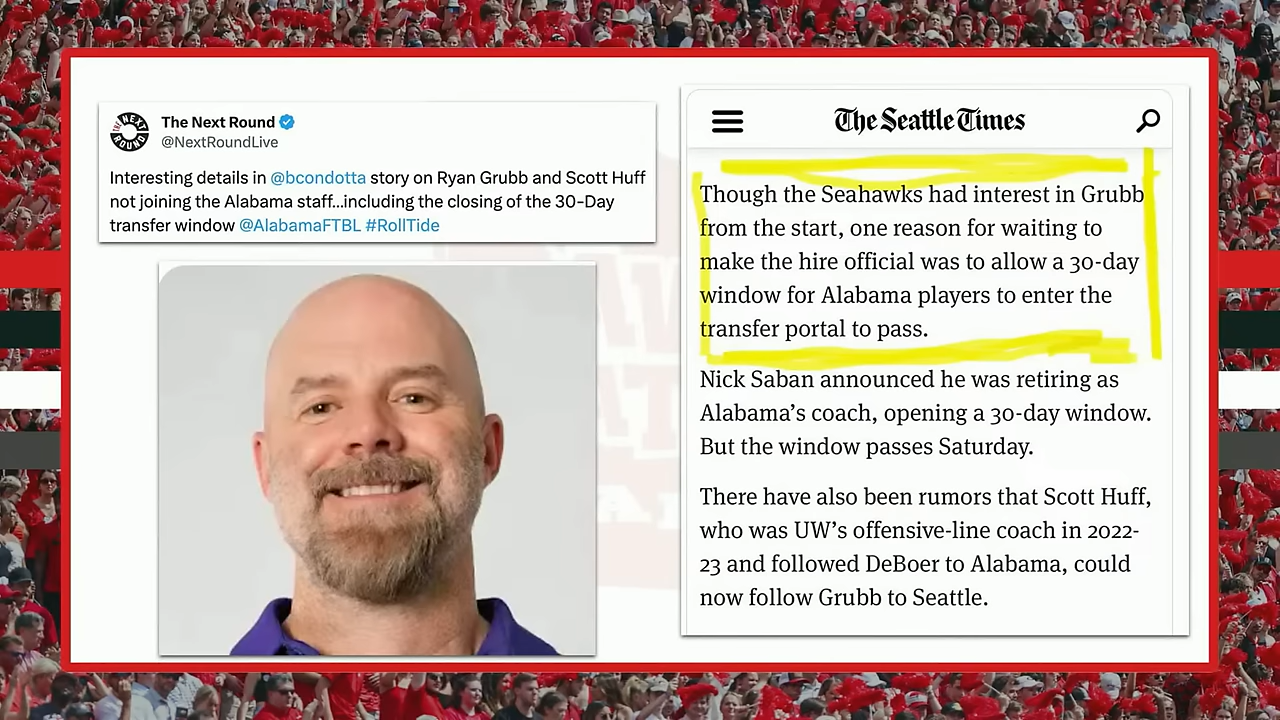 The Next Round
@NextRoundLive
Interesting details in @bcondotta story on Ryan Grubb and Scott Huff
not joining the Alabama staff...including the closing of the 30-Day
transfer window @AlabamaFTBL #RollTide
THE NEXT ROUND
The Seattle Times
Though the Seahawks had interest in Grubb
from the start, one reason for waiting to
make the hire official was to allow a 30-day
window for Alabama players to enter the
transfer portal to pass.
Nick Saban announced he was retiring as
Alabama’s coach, opening a 30-day window.
But the window passes Saturday.
There have also been rumors that Scott Huff,
who was UW’s offensive-line coach in 2022-
23 and followed DeBoer to Alabama, could
now follow Grubb to Seattle.